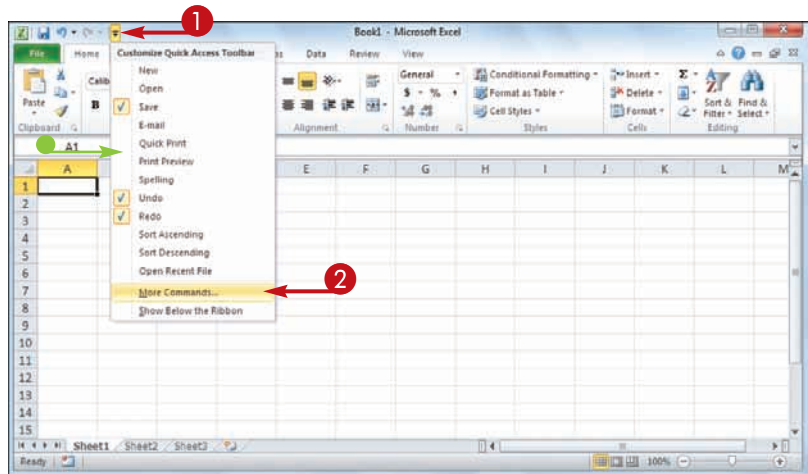 1
Book1 - Microsoft Excel
File Home Data Review View
Customize Quick Access Toolbar
New
Open
Save
E-mail
Quick Print
Print Preview
Spelling
Undo
Redo
Sort Ascending
Sort Descending
Open Recent File
More Commands...
Show Below the Ribbon
2
Paste
Calib
B
Clipboard
Alignment
General
$ % ,
Number
Conditional Formatting
Format as Table
Cell Styles
Styles
Insert
Delete
Format
Cells
Σ
Sort & Filter
Find & Select
Editing
A1
A E F G H I J K L M
1
2
3
4
5
6
7
8
9
10
11
12
13
14
15
Sheet1 Sheet2 Sheet3
Ready 100%